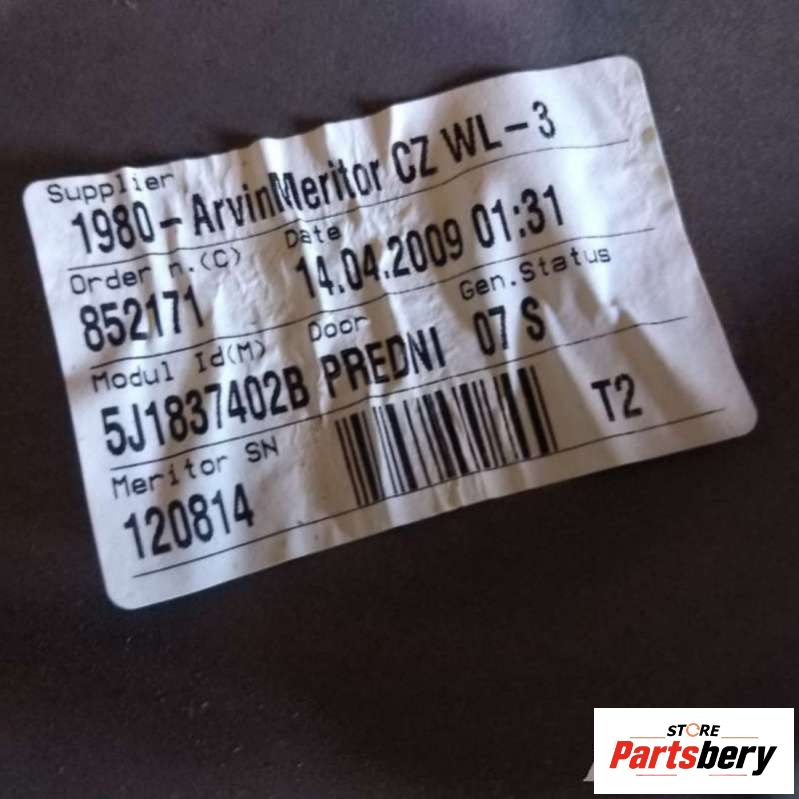 Supplier
1980-ArvinMeritor CZ WL-3
Order n.(C) Date
852171 14.04.2009 01:31
Modul Id(M) Door Gen.Status
5J1837402B PREDNI 07 S
Meritor SN
120814 T2
STORE
Partsbery